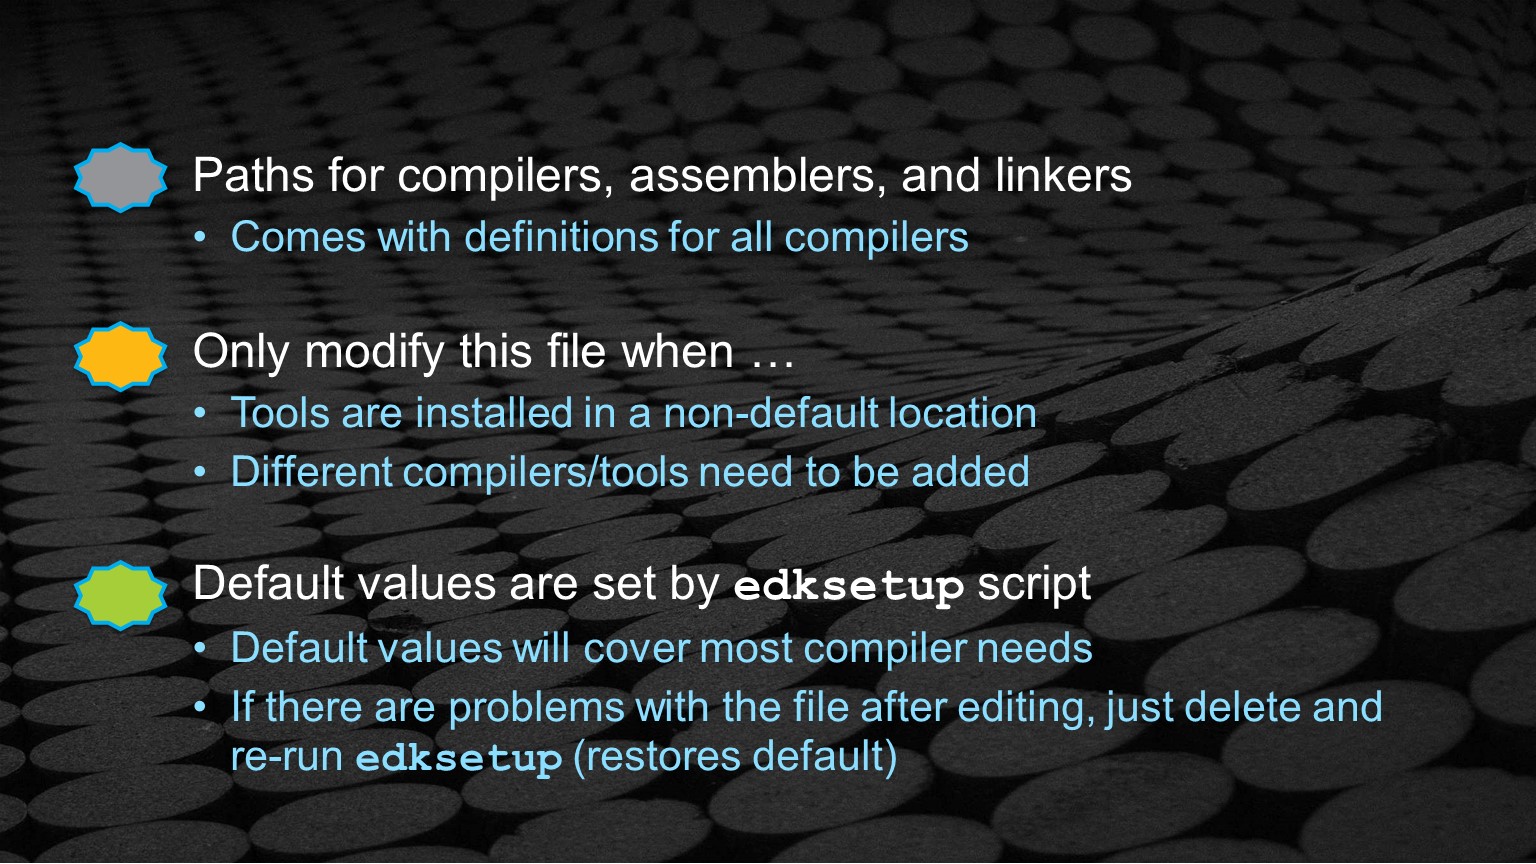 Paths for compilers, assemblers, and linkers
• Comes with definitions for all compilers
Only modify this file when …
• Tools are installed in a non-default location
• Different compilers/tools need to be added
Default values are set by edksetup script
• Default values will cover most compiler needs
• If there are problems with the file after editing, just delete and
re-run edksetup (restores default)